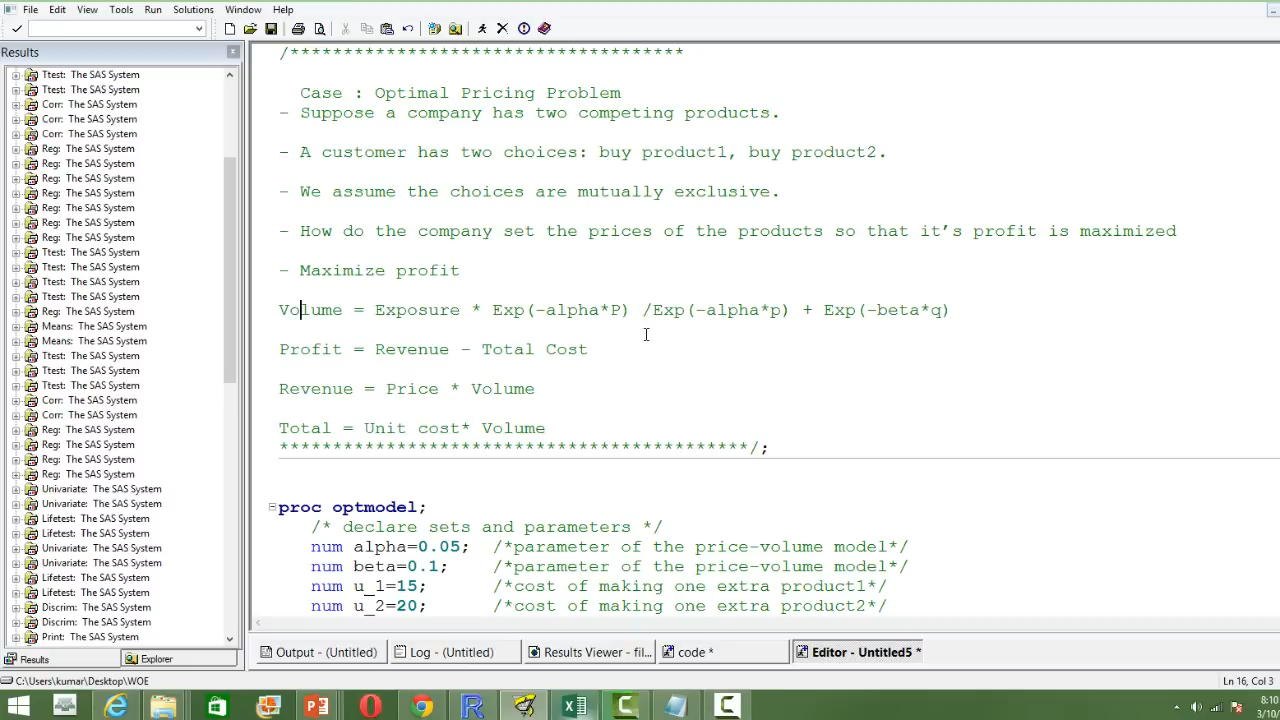 File Edit View Tools Run Solutions Window Help
Results
Ttest: The SAS System
Ttest: The SAS System
Corr: The SAS System
Corr: The SAS System
Corr: The SAS System
Reg: The SAS System
Reg: The SAS System
Reg: The SAS System
Reg: The SAS System
Reg: The SAS System
Reg: The SAS System
Reg: The SAS System
Test: The SAS System
Test: The SAS System
Test: The SAS System
Test: The SAS System
Reg: The SAS System
Means: The SAS System
Means: The SAS System
Ttest: The SAS System
Ttest: The SAS System
Ttest: The SAS System
Corr: The SAS System
Corr: The SAS System
Reg: The SAS System
Reg: The SAS System
Reg: The SAS System
Reg: The SAS System
Univariate: The SAS System
Univariate: The SAS System
Lifetest: The SAS System
Lifetest: The SAS System
Univariate: The SAS System
Univariate: The SAS System
Lifetest: The SAS System
Lifetest: The SAS System
Discrim: The SAS System
Discrim: The SAS System
Print: The SAS System
Results Explorer
/*************************************
Case : Optimal Pricing Problem
- Suppose a company has two competing products.
- A customer has two choices: buy product1, buy product2.
- We assume the choices are mutually exclusive.
- How do the company set the prices of the products so that it’s profit is maximized
- Maximize profit
Volume = Exposure * Exp(-alpha*P) /Exp(-alpha*p) + Exp(-beta*q)
Profit = Revenue - Total Cost
Revenue = Price * Volume
Total = Unit cost* Volume
********************************************/;
proc optmodel;
/* declare sets and parameters */
num alpha=0.05; /*parameter of the price-volume model*/
num beta=0.1; /*parameter of the price-volume model*/
num u_1=15; /*cost of making one extra product1*/
num u_2=20; /*cost of making one extra product2*/
Output - (Untitled) Log - (Untitled) Results Viewer - fil... code * Editor - Untitled5 *
C:\Users\kumar\Desktop\WOE Ln 16, Col 3
8:10
3/10/